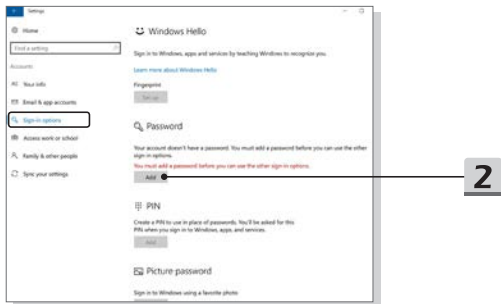 Settings
Home
Find a setting
Accounts
Your info
Email & app accounts
Sign-in options
Access work or school
Family & other people
Sync your settings
Windows Hello
Sign in to Windows, apps and services by teaching Windows to recognize you.
Learn more about Windows Hello
Fingerprint
Set up
Password
Your account doesn't have a password. You must add a password before you can use the other
sign-in options.
You must add a password before you can use the other sign-in options.
Add
2
PIN
Create a PIN to use in place of passwords. You'll be asked for this
PIN when you sign in to Windows, apps, and services.
Add
Picture password
Sign in to Windows using a favorite photo